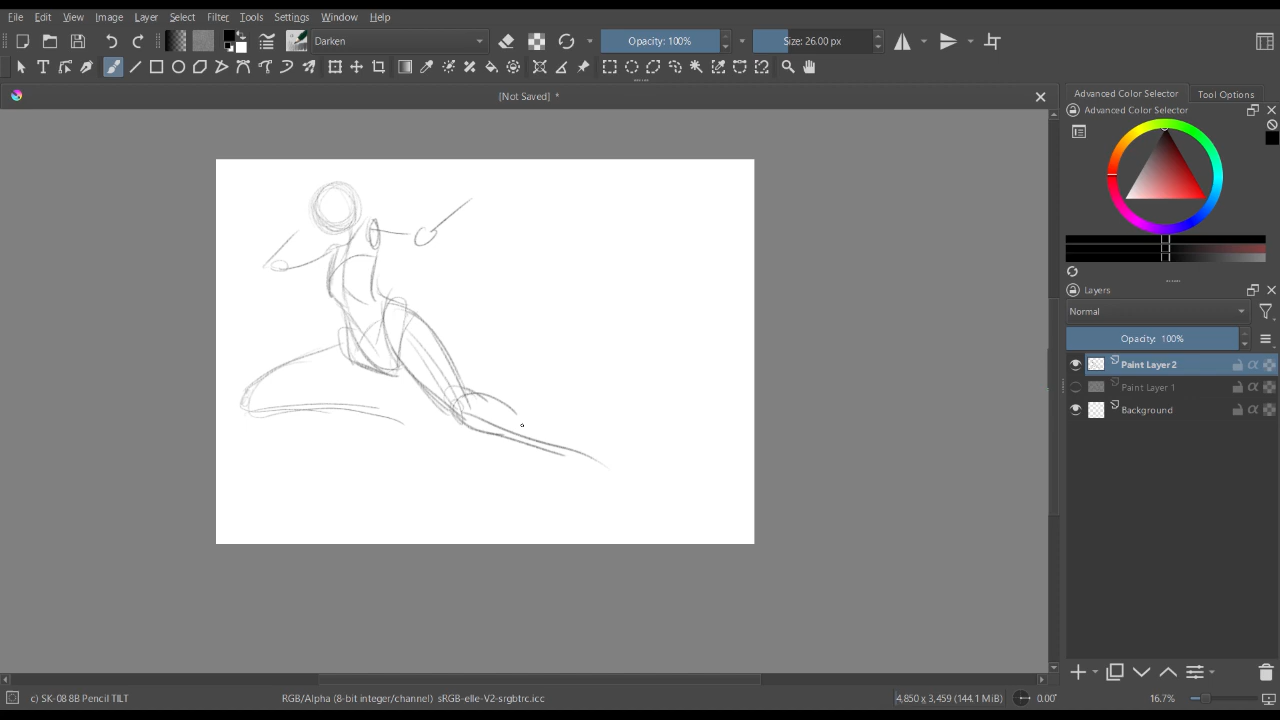 File Edit View Image Layer Select Filter Tools Settings Window Help
Darken Opacity: 100% Size: 26.00 px
[Not Saved] *
Advanced Color Selector Tool Options
Advanced Color Selector
Layers
Normal
Opacity: 100%
Paint Layer 2
Paint Layer 1
Background
c) SK-08 8B Pencil TILT RGB/Alpha (8-bit integer/channel) sRGB-elle-V2-srgbtrc.icc 4,850 x 3,459 (144.1 MiB) 0.00° 16.7%